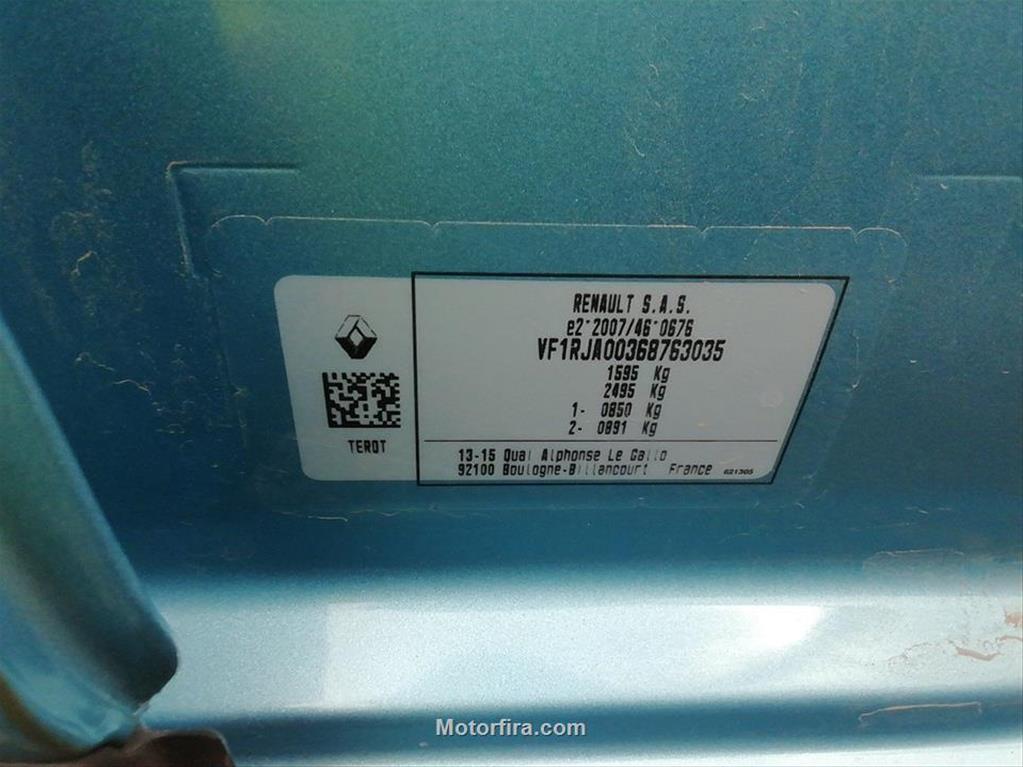 RENAULT S.A.S.
e2*2007/46*0676
VF1RJA00368763035
1595 Kg
2495 Kg
1- 0850 Kg
2- 0891 Kg
TEROT
13-15 Quai Alphonse Le Gallo
92100 Boulogne-Billancourt France 621305
Motorfira.com